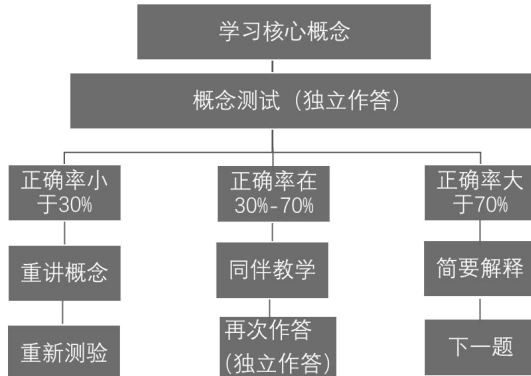 学习核心概念
概念测试（独立作答）
正确率小
于30%
正确率在
30%-70%
正确率大
于70%
重讲概念
同伴教学
简要解释
重新测验
再次作答
（独立作答）
下一题